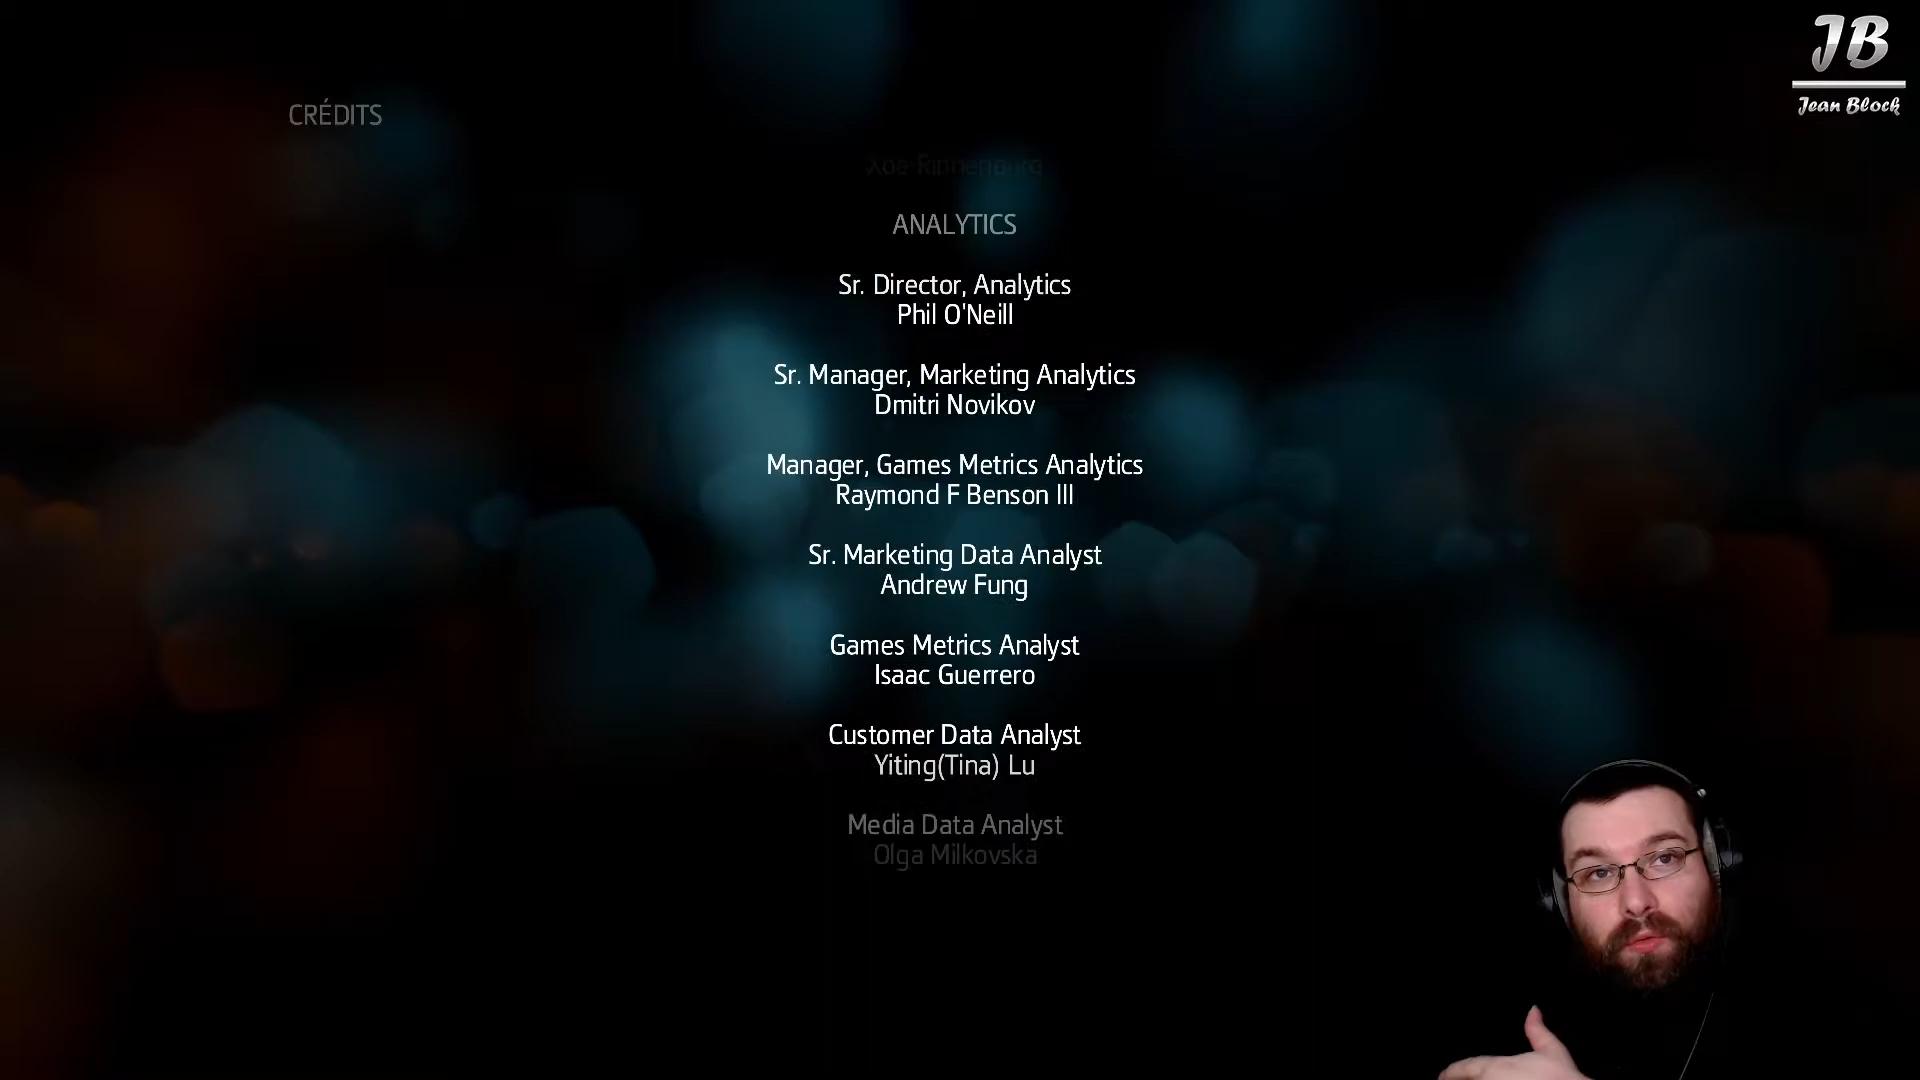 JB
Jean Block
CRÉDITS
ANALYTICS
Sr. Director, Analytics
Phil O'Neill
Sr. Manager, Marketing Analytics
Dmitri Novikov
Manager, Games Metrics Analytics
Raymond F Benson III
Sr. Marketing Data Analyst
Andrew Fung
Games Metrics Analyst
Isaac Guerrero
Customer Data Analyst
Yiting(Tina) Lu
Media Data Analyst
Olga Milkovska